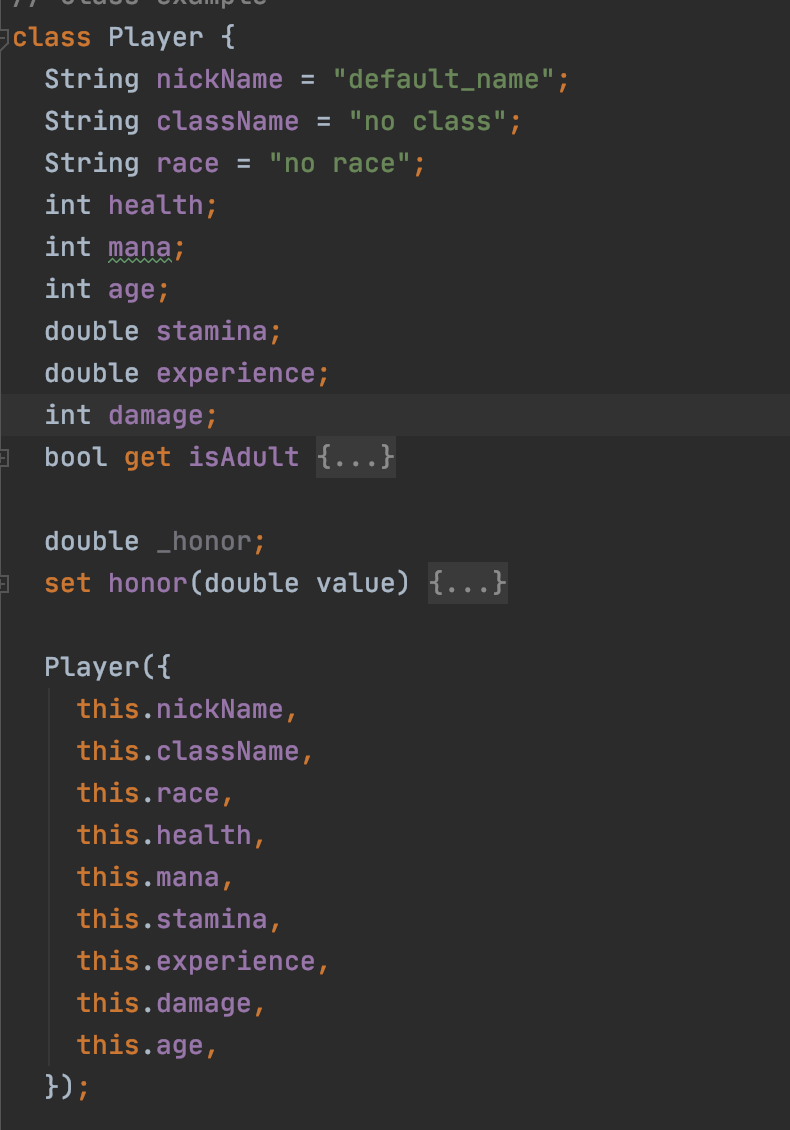 // Class example
class Player {
  String nickName = "default_name";
  String className = "no class";
  String race = "no race";
  int health;
  int mana;
  int age;
  double stamina;
  double experience;
  int damage;
  bool get isAdult {...}

  double _honor;
  set honor(double value) {...}

  Player({
    this.nickName,
    this.className,
    this.race,
    this.health,
    this.mana,
    this.stamina,
    this.experience,
    this.damage,
    this.age,
  });